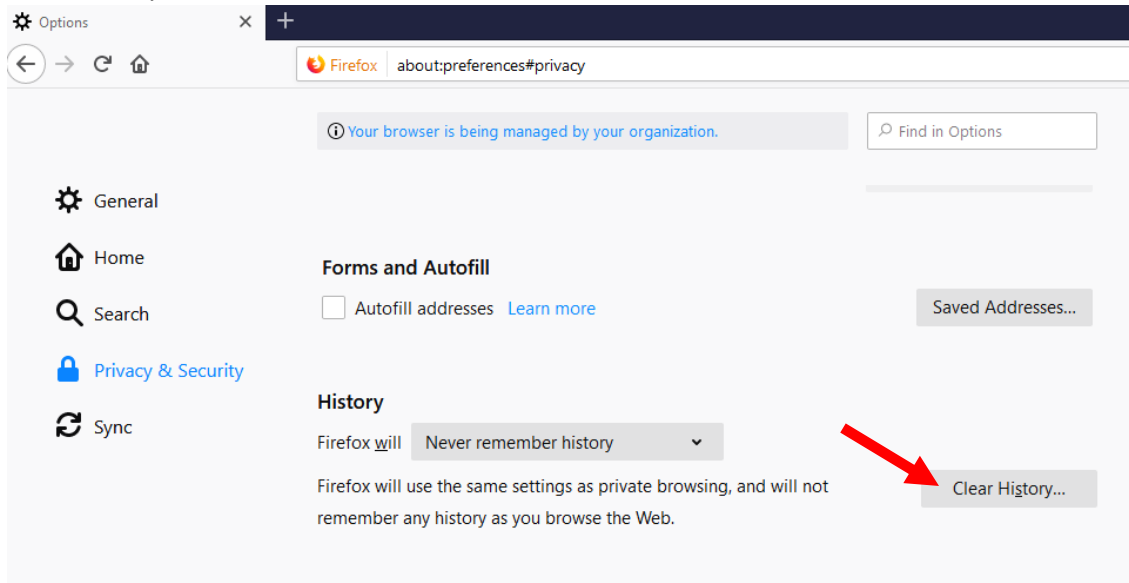 Options
Firefox about:preferences#privacy
Your browser is being managed by your organization.
Find in Options
General
Home
Search
Privacy & Security
Sync
Forms and Autofill
Autofill addresses Learn more
Saved Addresses...
History
Firefox will Never remember history
Firefox will use the same settings as private browsing, and will not
remember any history as you browse the Web.
Clear History...